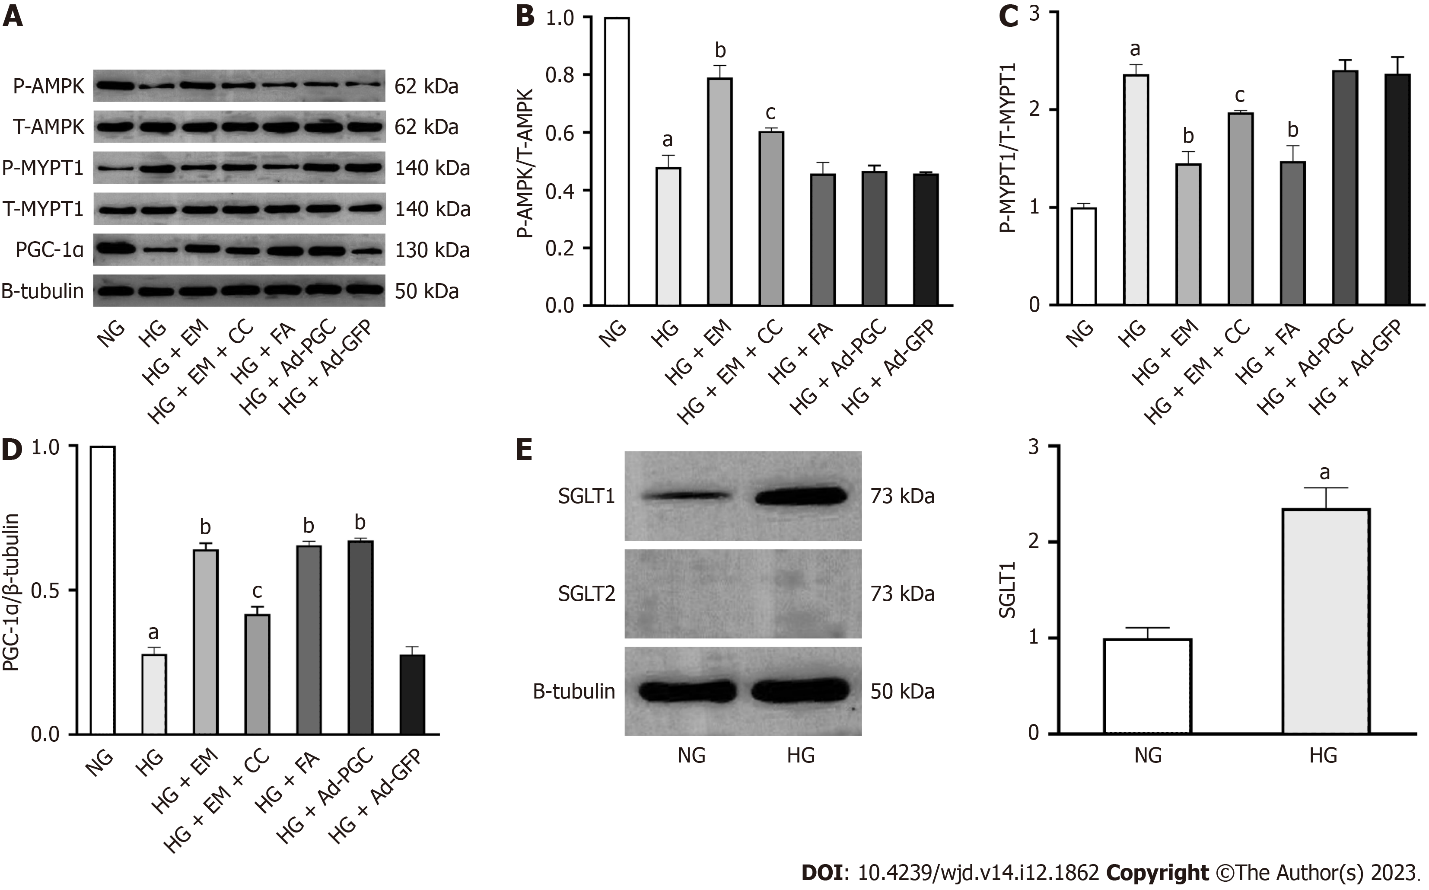 A
P-AMPK 62 kDa
T-AMPK 62 kDa
P-MYPT1 140 kDa
T-MYPT1 140 kDa
PGC-1α 130 kDa
B-tubulin 50 kDa
NG
HG
HG + EM
HG + EM + CC
HG + FA
HG + Ad-PGC
HG + Ad-GFP
B
P-AMPK/T-AMPK
1.0
0.8
0.6
0.4
0.2
0.0
a
b
c
NG
HG
HG + EM
HG + EM + CC
HG + FA
HG + Ad-PGC
HG + Ad-GFP
C
P-MYPT1/T-MYPT1
3
2
1
0
a
b
c
b
NG
HG
HG + EM
HG + EM + CC
HG + FA
HG + Ad-PGC
HG + Ad-GFP
D
PGC-1α/β-tubulin
1.0
0.5
0.0
a
b
c
b
b
NG
HG
HG + EM
HG + EM + CC
HG + FA
HG + Ad-PGC
HG + Ad-GFP
E
SGLT1 73 kDa
SGLT2 73 kDa
B-tubulin 50 kDa
NG HG
SGLT1
3
2
1
0
a
NG HG
DOI: 10.4239/wjd.v14.i12.1862 Copyright ©The Author(s) 2023.